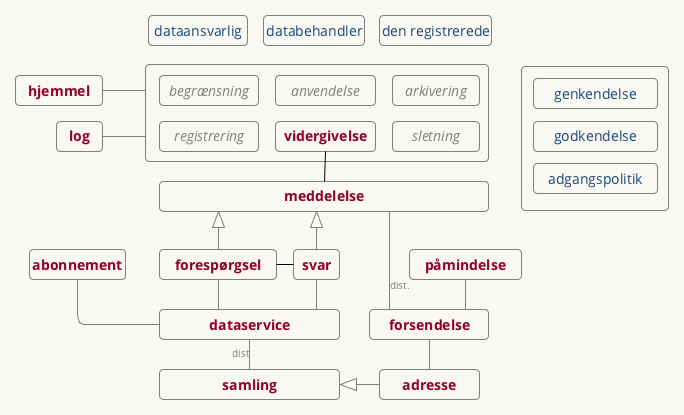 dataansvarlig
databehandler
den registrerede
hjemmel
begrænsning
anvendelse
arkivering
genkendelse
log
registrering
vidergivelse
sletning
godkendelse
adgangspolitik
meddelelse
abonnement
forespørgsel
svar
påmindelse
dist.
dataservice
forsendelse
dist
samling
adresse